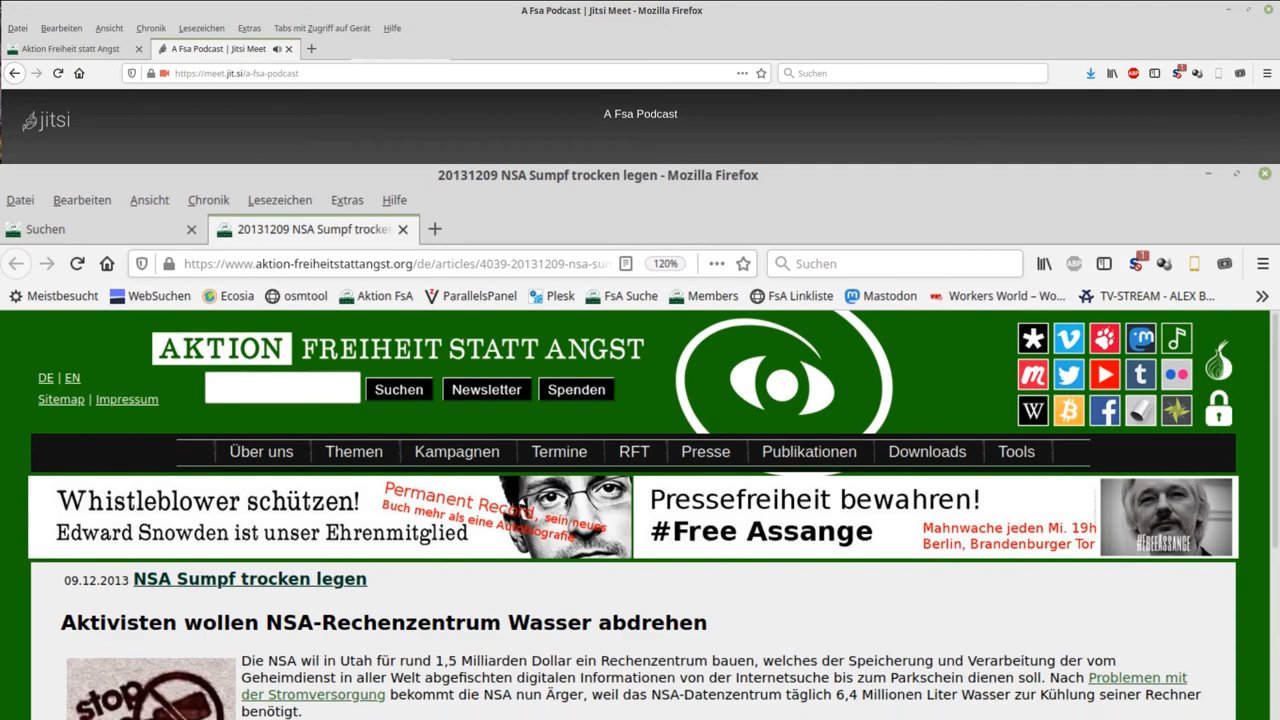 A Fsa Podcast | Jitsi Meet - Mozilla Firefox
Datei Bearbeiten Ansicht Chronik Lesezeichen Extras Tabs mit Zugriff auf Gerät Hilfe
Aktion Freiheit statt Angst
A Fsa Podcast | Jitsi Meet
https://meet.jit.si/a-fsa-podcast
Suchen
jitsi
A Fsa Podcast
20131209 NSA Sumpf trocken legen - Mozilla Firefox
Datei Bearbeiten Ansicht Chronik Lesezeichen Extras Hilfe
Suchen
20131209 NSA Sumpf trocken
https://www.aktion-freiheitstattangst.org/de/articles/4039-20131209-nsa-sum
120%
Suchen
Meistbesucht WebSuchen Ecosia osmtool Aktion FsA ParallelsPanel Plesk FsA Suche Members FsA Linkliste Mastodon Workers World – Wo... TV-STREAM - ALEX B...
AKTION FREIHEIT STATT ANGST
DE | EN
Sitemap | Impressum
Suchen Newsletter Spenden
Über uns Themen Kampagnen Termine RFT Presse Publikationen Downloads Tools
Whistleblower schützen!
Edward Snowden ist unser Ehrenmitglied
Permanent Record, sein neues
Buch mehr als eine Autobiografie
Pressefreiheit bewahren!
#Free Assange
Mahnwache jeden Mi. 19h
Berlin, Brandenburger Tor
#FREEASSANGE
09.12.2013 NSA Sumpf trocken legen
Aktivisten wollen NSA-Rechenzentrum Wasser abdrehen
Die NSA wil in Utah für rund 1,5 Milliarden Dollar ein Rechenzentrum bauen, welches der Speicherung und Verarbeitung der vom
Geheimdienst in aller Welt abgefischten digitalen Informationen von der Internetsuche bis zum Parkschein dienen soll. Nach Problemen mit
der Stromversorgung bekommt die NSA nun Ärger, weil das NSA-Datenzentrum täglich 6,4 Millionen Liter Wasser zur Kühlung seiner Rechner
benötigt.
stop